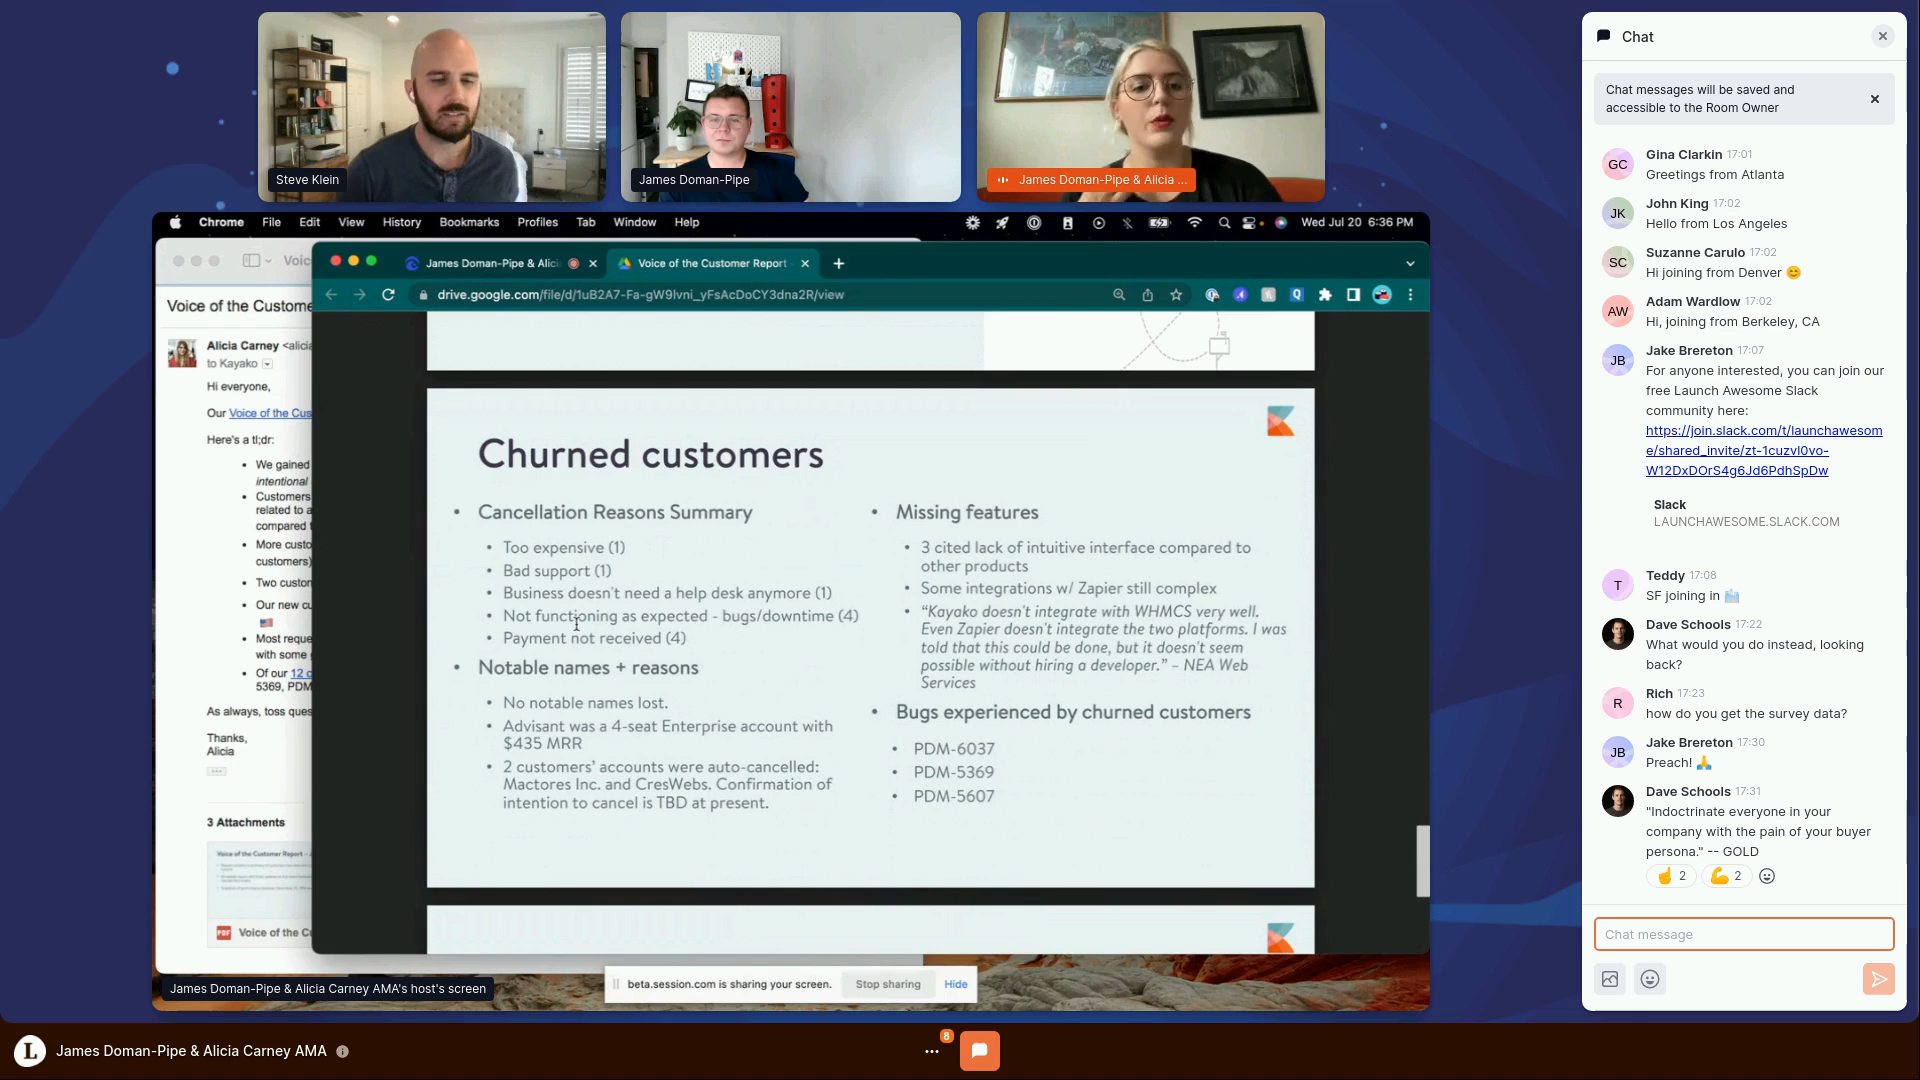 Steve Klein
James Doman-Pipe
James Doman-Pipe & Alicia ...
Chrome File Edit View History Bookmarks Profiles Tab Window Help
Wed Jul 20 6:36 PM
Voic
James Doman-Pipe & Alici
Voice of the Customer Report
drive.google.com/file/d/1uB2A7-Fa-gW9lvni_yFsAcDoCY3dna2R/view
Voice of the Custome
Alicia Carney <alicia
to Kayako
Hi everyone,
Our Voice of the Cus
Here's a tl;dr:
We gained
intentional
Customers
related to a
compared t
More custo
customers)
Two custon
Our new cu
Most reque
with some
Of our 12 c
5369, PDM
As always, toss ques
Thanks,
Alicia
3 Attachments
Voice of the Customer Report -
PDF Voice of the Cu
Churned customers
• Cancellation Reasons Summary
• Too expensive (1)
• Bad support (1)
• Business doesn't need a help desk anymore (1)
• Not functioning as expected - bugs/downtime (4)
• Payment not received (4)
• Notable names + reasons
• No notable names lost.
• Advisant was a 4-seat Enterprise account with
$435 MRR
• 2 customers' accounts were auto-cancelled:
Mactores Inc. and CresWebs. Confirmation of
intention to cancel is TBD at present.
• Missing features
• 3 cited lack of intuitive interface compared to
other products
• Some integrations w/ Zapier still complex
• "Kayako doesn't integrate with WHMCS very well.
Even Zapier doesn't integrate the two platforms. I was
told that this could be done, but it doesn't seem
possible without hiring a developer." – NEA Web
Services
• Bugs experienced by churned customers
• PDM-6037
• PDM-5369
• PDM-5607
beta.session.com is sharing your screen.
Stop sharing
Hide
James Doman-Pipe & Alicia Carney AMA's host's screen
Chat
Chat messages will be saved and
accessible to the Room Owner
GC
Gina Clarkin 17:01
Greetings from Atlanta
JK
John King 17:02
Hello from Los Angeles
SC
Suzanne Carulo 17:02
Hi joining from Denver 😊
AW
Adam Wardlow 17:02
Hi, joining from Berkeley, CA
JB
Jake Brereton 17:07
For anyone interested, you can join our
free Launch Awesome Slack
community here:
https://join.slack.com/t/launchawesom
e/shared_invite/zt-1cuzvl0vo-
W12DxDOrS4g6Jd6PdhSpDw
Slack
LAUNCHAWESOME.SLACK.COM
T
Teddy 17:08
SF joining in
Dave Schools 17:22
What would you do instead, looking
back?
R
Rich 17:23
how do you get the survey data?
JB
Jake Brereton 17:30
Preach! 🙏
Dave Schools 17:31
"Indoctrinate everyone in your
company with the pain of your buyer
persona." -- GOLD
☝ 2 💪 2
Chat message
L
James Doman-Pipe & Alicia Carney AMA
8